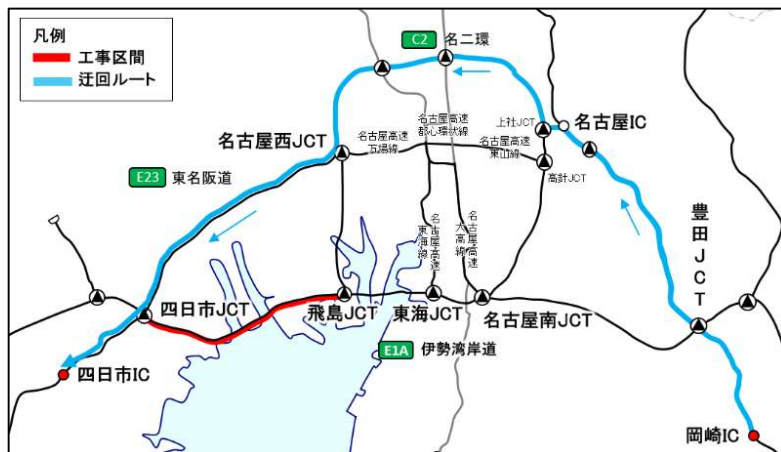 凡例
工事区間
迂回ルート
C2 名二環
名古屋IC
上社JCT
名古屋高速
都心環状線
名古屋高速
東山線
名古屋高速
万場線
名古屋西JCT
高針JCT
E23 東名阪道
豊田JCT
名古屋高速
東海線
名古屋高速
大高線
四日市JCT
飛島JCT
東海JCT
名古屋南JCT
E1A 伊勢湾岸道
四日市IC
岡崎IC